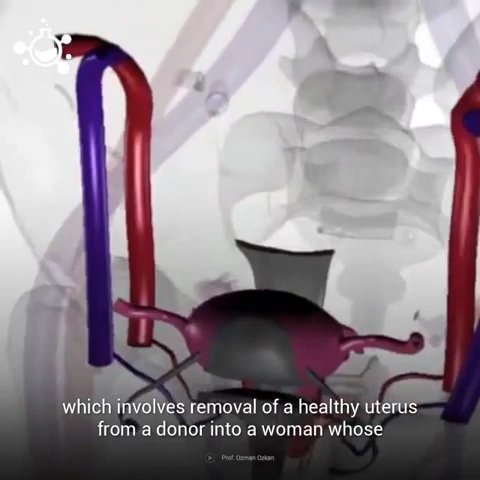 which involves removal of a healthy uterus
from a donor into a woman whose
Prof. Ozman Ozkan